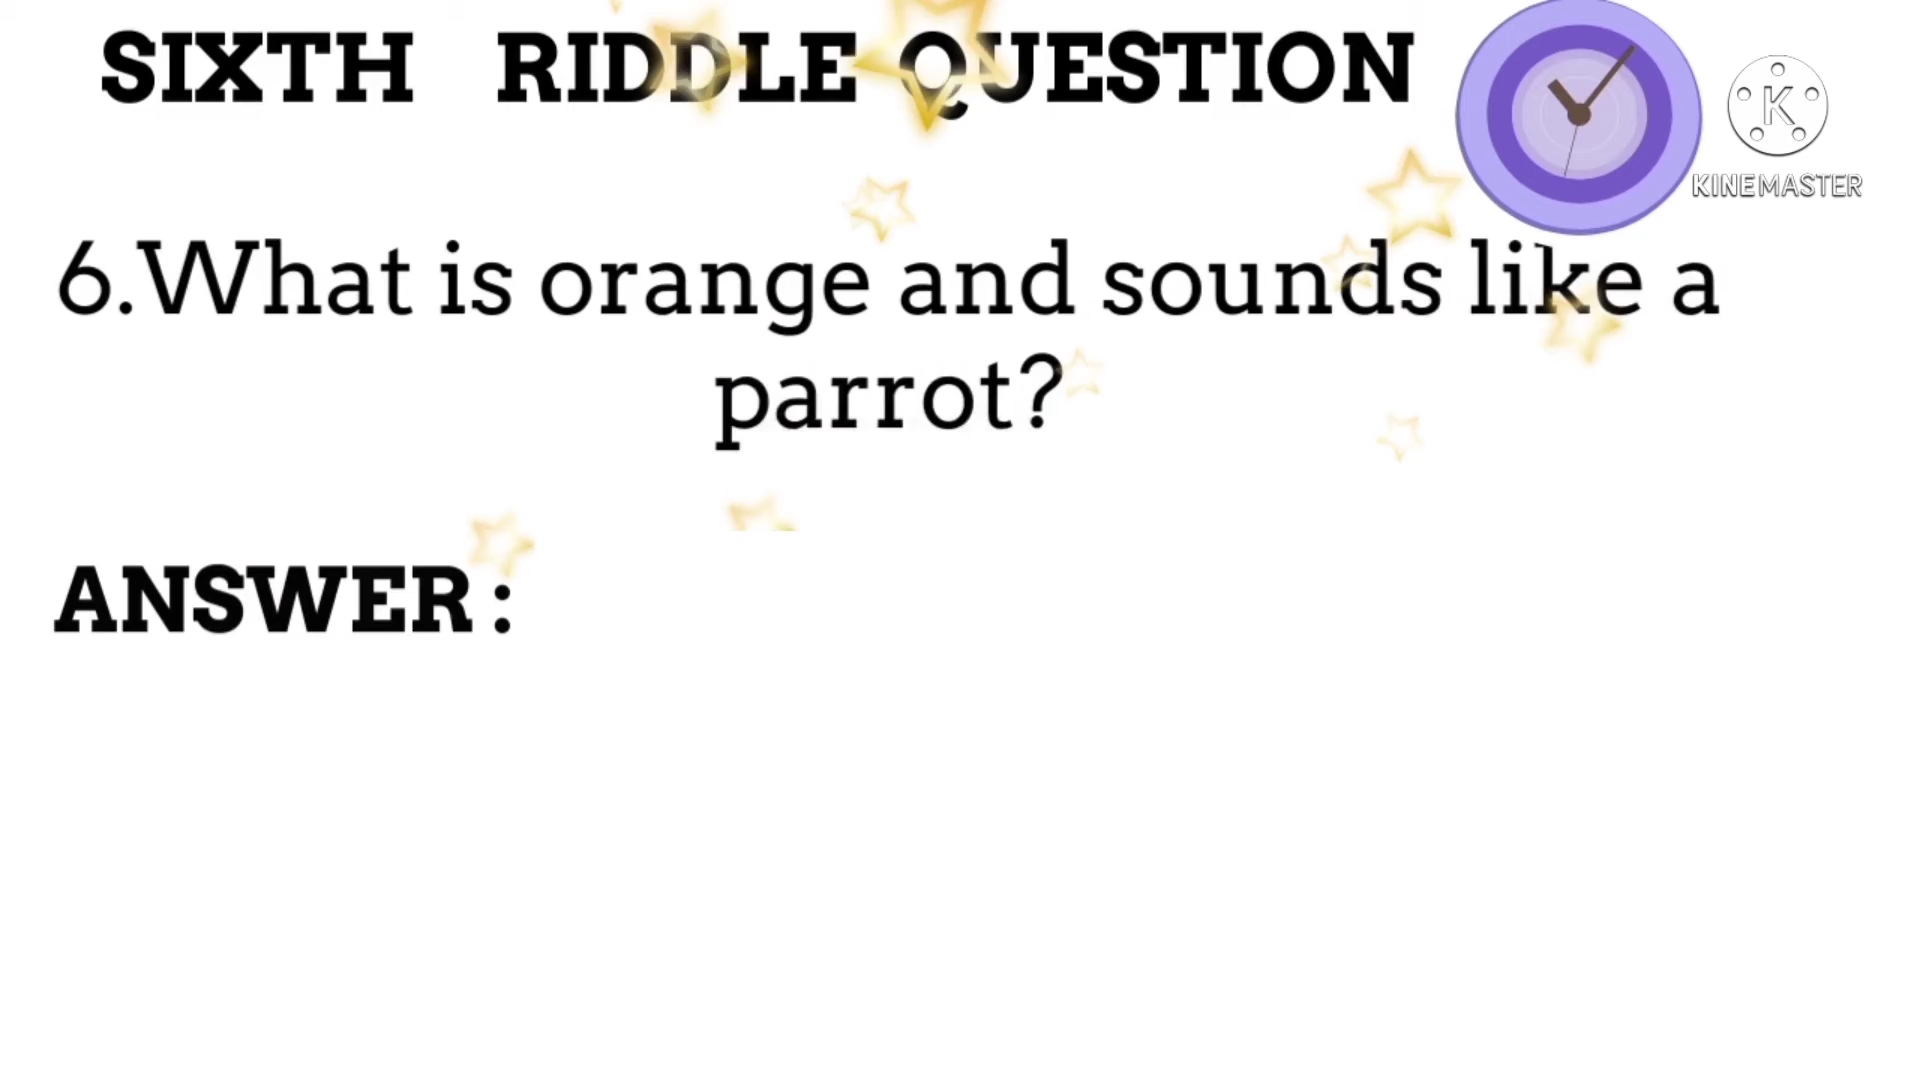 SIXTH RIDDLE QUESTION
K
KINEMASTER
6.What is orange and sounds like a
parrot?
ANSWER :